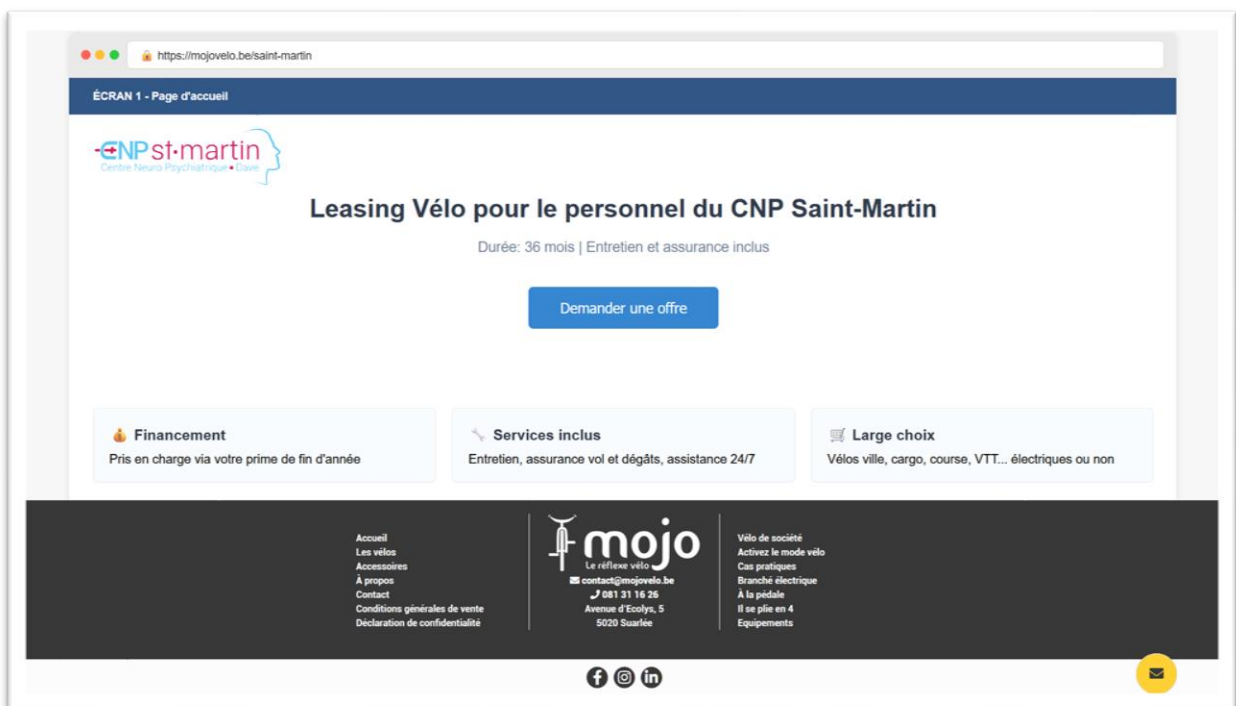 https://mojovelo.be/saint-martin
ÉCRAN 1 - Page d'accueil
CNP st•martin
Centre Neuro Psychiatrique • Dave
Leasing Vélo pour le personnel du CNP Saint-Martin
Durée: 36 mois | Entretien et assurance inclus
Demander une offre
Financement
Pris en charge via votre prime de fin d'année
Services inclus
Entretien, assurance vol et dégâts, assistance 24/7
Large choix
Vélos ville, cargo, course, VTT... électriques ou non
Accueil
Les vélos
Accessoires
À propos
Contact
Conditions générales de vente
Déclaration de confidentialité
mojo
Le réflexe vélo
contact@mojovelo.be
081 31 16 26
Avenue d'Ecolys, 5
5020 Suarlée
Vélo de société
Activez le mode vélo
Cas pratiques
Branché électrique
À la pédale
Il se plie en 4
Equipements